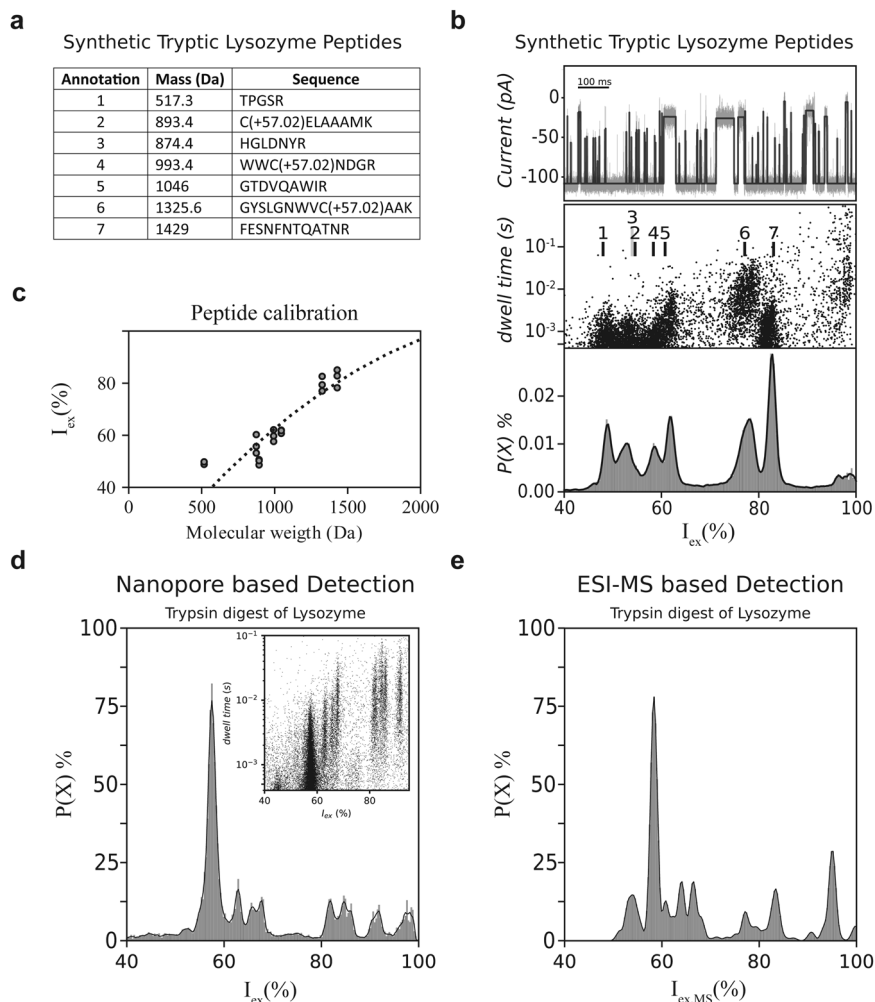 a
Synthetic Tryptic Lysozyme Peptides
Annotation Mass (Da) Sequence
1 517.3 TPGSR
2 893.4 C(+57.02)ELAAAMK
3 874.4 HGLDNYR
4 993.4 WWC(+57.02)NDGR
5 1046 GTDVQAWIR
6 1325.6 GYSLGNWVC(+57.02)AAK
7 1429 FESNFNTQATNR
b
Synthetic Tryptic Lysozyme Peptides
Current (pA)
0
-50
-100
100 ms
dwell time (s)
10⁻¹
10⁻²
10⁻³
3
1 2 45 6 7
P(X) %
0.02
0.01
0.00
40 60 80 100
Iex(%)
c
Peptide calibration
Iex(%)
80
60
40
0 500 1000 1500 2000
Molecular weigth (Da)
d
Nanopore based Detection
Trypsin digest of Lysozyme
P(X) %
100
75
50
25
0
40 60 80 100
Iex(%)
dwell time (s)
10⁻¹
10⁻²
10⁻³
40 60 80
Iex (%)
e
ESI-MS based Detection
Trypsin digest of Lysozyme
P(X) %
100
75
50
25
0
40 60 80 100
Iex MS(%)